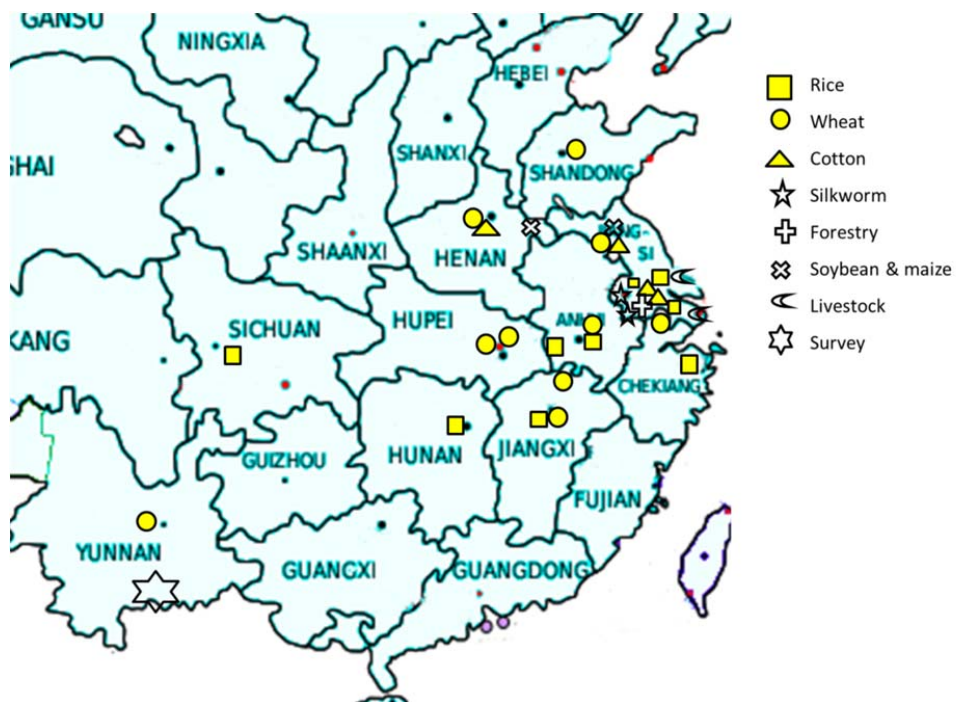 GANSU
NINGXIA
HEBEI
Rice
Wheat
SHANXI
Cotton
SHANDONG
HAI
Silkworm
Forestry
SHAANXI
HENAN
SI
Soybean & maize
Livestock
SICHUAN
HUPEI
KANG
Survey
CHEKIANG
HUNAN
JIANGXI
GUIZHOU
FUJIAN
YUNNAN
GUANGXI
GUANGDONG